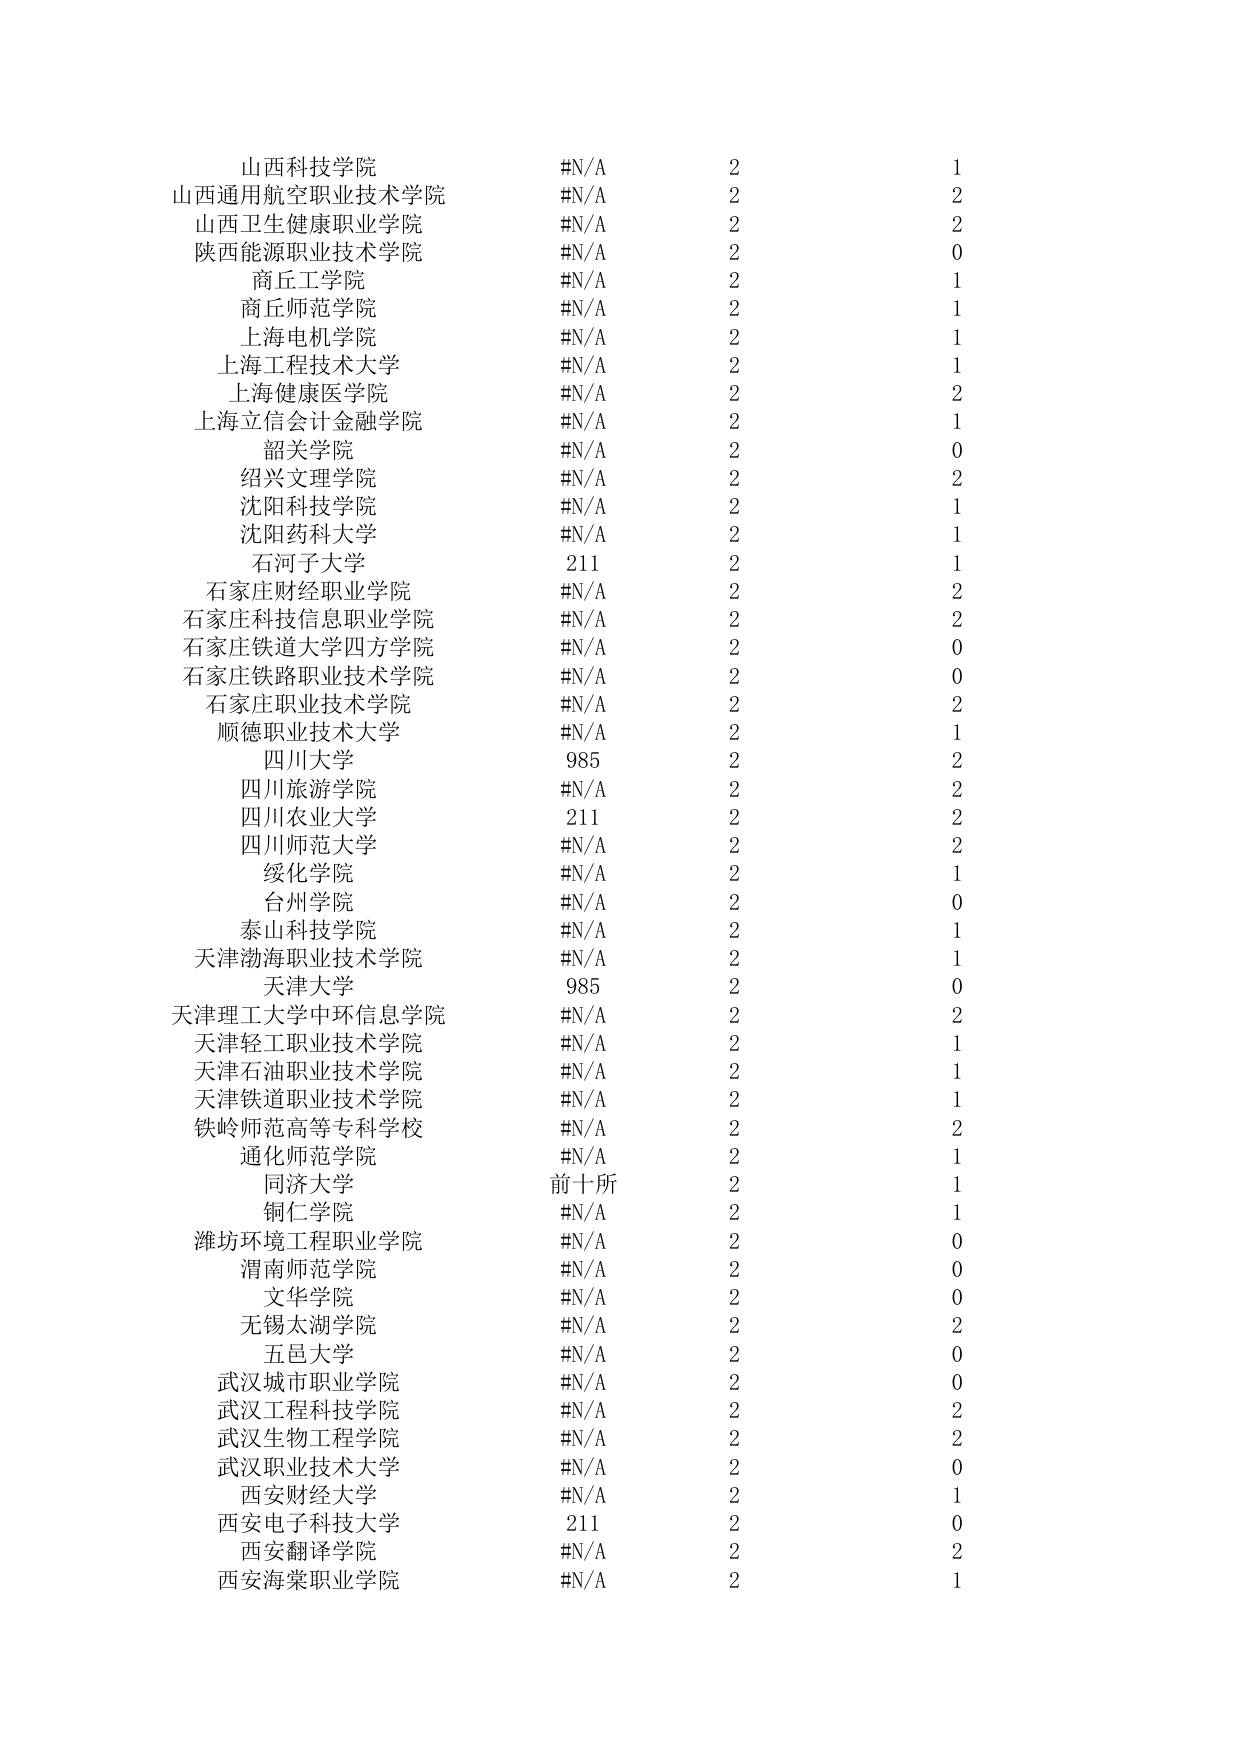 山西科技学院 #N/A 2 1
山西通用航空职业技术学院 #N/A 2 2
山西卫生健康职业学院 #N/A 2 2
陕西能源职业技术学院 #N/A 2 0
商丘工学院 #N/A 2 1
商丘师范学院 #N/A 2 1
上海电机学院 #N/A 2 1
上海工程技术大学 #N/A 2 1
上海健康医学院 #N/A 2 2
上海立信会计金融学院 #N/A 2 1
韶关学院 #N/A 2 0
绍兴文理学院 #N/A 2 2
沈阳科技学院 #N/A 2 1
沈阳药科大学 #N/A 2 1
石河子大学 211 2 1
石家庄财经职业学院 #N/A 2 2
石家庄科技信息职业学院 #N/A 2 2
石家庄铁道大学四方学院 #N/A 2 0
石家庄铁路职业技术学院 #N/A 2 0
石家庄职业技术学院 #N/A 2 2
顺德职业技术大学 #N/A 2 1
四川大学 985 2 2
四川旅游学院 #N/A 2 2
四川农业大学 211 2 2
四川师范大学 #N/A 2 2
绥化学院 #N/A 2 1
台州学院 #N/A 2 0
泰山科技学院 #N/A 2 1
天津渤海职业技术学院 #N/A 2 1
天津大学 985 2 0
天津理工大学中环信息学院 #N/A 2 2
天津轻工职业技术学院 #N/A 2 1
天津石油职业技术学院 #N/A 2 1
天津铁道职业技术学院 #N/A 2 1
铁岭师范高等专科学校 #N/A 2 2
通化师范学院 #N/A 2 1
同济大学 前十所 2 1
铜仁学院 #N/A 2 1
潍坊环境工程职业学院 #N/A 2 0
渭南师范学院 #N/A 2 0
文华学院 #N/A 2 0
无锡太湖学院 #N/A 2 2
五邑大学 #N/A 2 0
武汉城市职业学院 #N/A 2 0
武汉工程科技学院 #N/A 2 2
武汉生物工程学院 #N/A 2 2
武汉职业技术大学 #N/A 2 0
西安财经大学 #N/A 2 1
西安电子科技大学 211 2 0
西安翻译学院 #N/A 2 2
西安海棠职业学院 #N/A 2 1